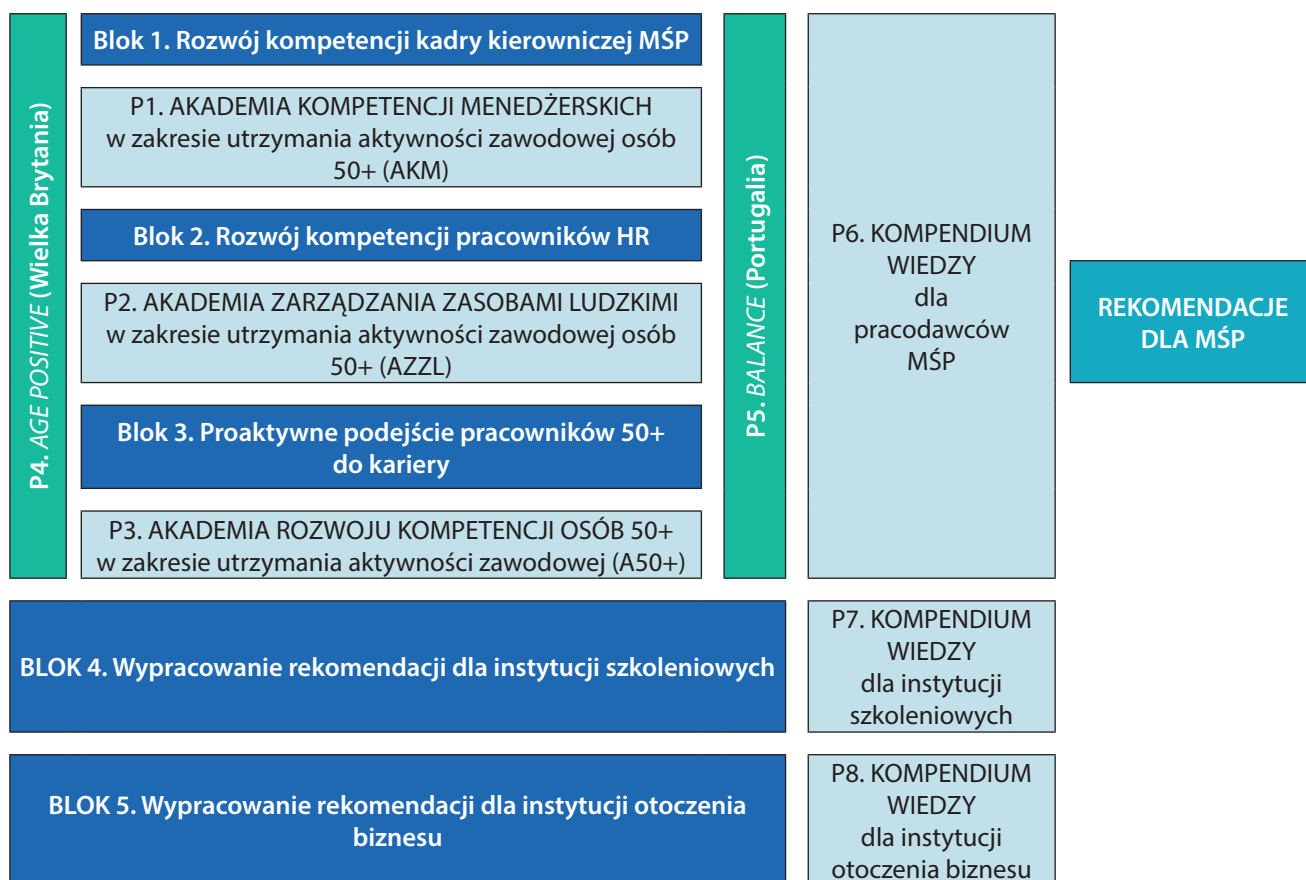 P4. AGE POSITIVE (Wielka Brytania)
Blok 1. Rozwój kompetencji kadry kierowniczej MŚP
P1. AKADEMIA KOMPETENCJI MENEDŻERSKICH
w zakresie utrzymania aktywności zawodowej osób
50+ (AKM)
Blok 2. Rozwój kompetencji pracowników HR
P2. AKADEMIA ZARZĄDZANIA ZASOBAMI LUDZKIMI
w zakresie utrzymania aktywności zawodowej osób
50+ (AZZL)
Blok 3. Proaktywne podejście pracowników 50+
do kariery
P3. AKADEMIA ROZWOJU KOMPETENCJI OSÓB 50+
w zakresie utrzymania aktywności zawodowej (A50+)
P5. BALANCE (Portugalia)
P6. KOMPENDIUM
WIEDZY
dla
pracodawców
MŚP
REKOMENDACJE
DLA MŚP
BLOK 4. Wypracowanie rekomendacji dla instytucji szkoleniowych
P7. KOMPENDIUM
WIEDZY
dla instytucji
szkoleniowych
BLOK 5. Wypracowanie rekomendacji dla instytucji otoczenia
biznesu
P8. KOMPENDIUM
WIEDZY
dla instytucji
otoczenia biznesu